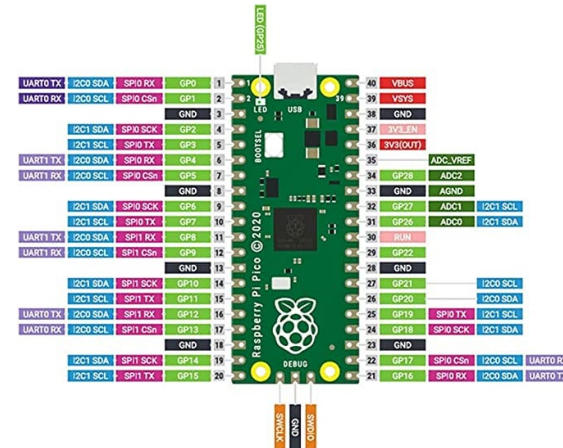 LED (GP25)
UART0 TX I2C0 SDA SPI0 RX GP0 1 1 40 VBUS
UART0 RX I2C0 SCL SPI0 CSn GP1 2 2 LED USB 39 39 VSYS
GND 3 38 GND
I2C1 SDA SPI0 SCK GP2 4 37 3V3_EN
I2C1 SCL SPI0 TX GP3 5 BOOTSEL 36 3V3(OUT)
UART1 TX I2C0 SDA SPI0 RX GP4 6 35 ADC_VREF
UART1 RX I2C0 SCL SPI0 CSn GP5 7 34 GP28 ADC2
GND 8 33 GND AGND
I2C1 SDA SPI0 SCK GP6 9 32 GP27 ADC1 I2C1 SCL
I2C1 SCL SPI0 TX GP7 10 31 GP26 ADC0 I2C1 SDA
UART1 TX I2C0 SDA SPI1 RX GP8 11 30 RUN
UART1 RX I2C0 SCL SPI1 CSn GP9 12 29 GP22
GND 13 28 GND
I2C1 SDA SPI1 SCK GP10 14 27 GP21 I2C0 SCL
I2C1 SCL SPI1 TX GP11 15 26 GP20 I2C0 SDA
UART0 TX I2C0 SDA SPI1 RX GP12 16 25 GP19 SPI0 TX I2C1 SCL
UART0 RX I2C0 SCL SPI1 CSn GP13 17 24 GP18 SPI0 SCK I2C1 SDA
GND 18 23 GND
I2C1 SDA SPI1 SCK GP14 19 22 GP17 SPI0 CSn I2C0 SCL UART0 RX
I2C1 SCL SPI1 TX GP15 20 21 GP16 SPI0 RX I2C0 SDA UART0 TX
Raspberry Pi Pico © 2020
DEBUG
SWCLK
GND
SWDIO